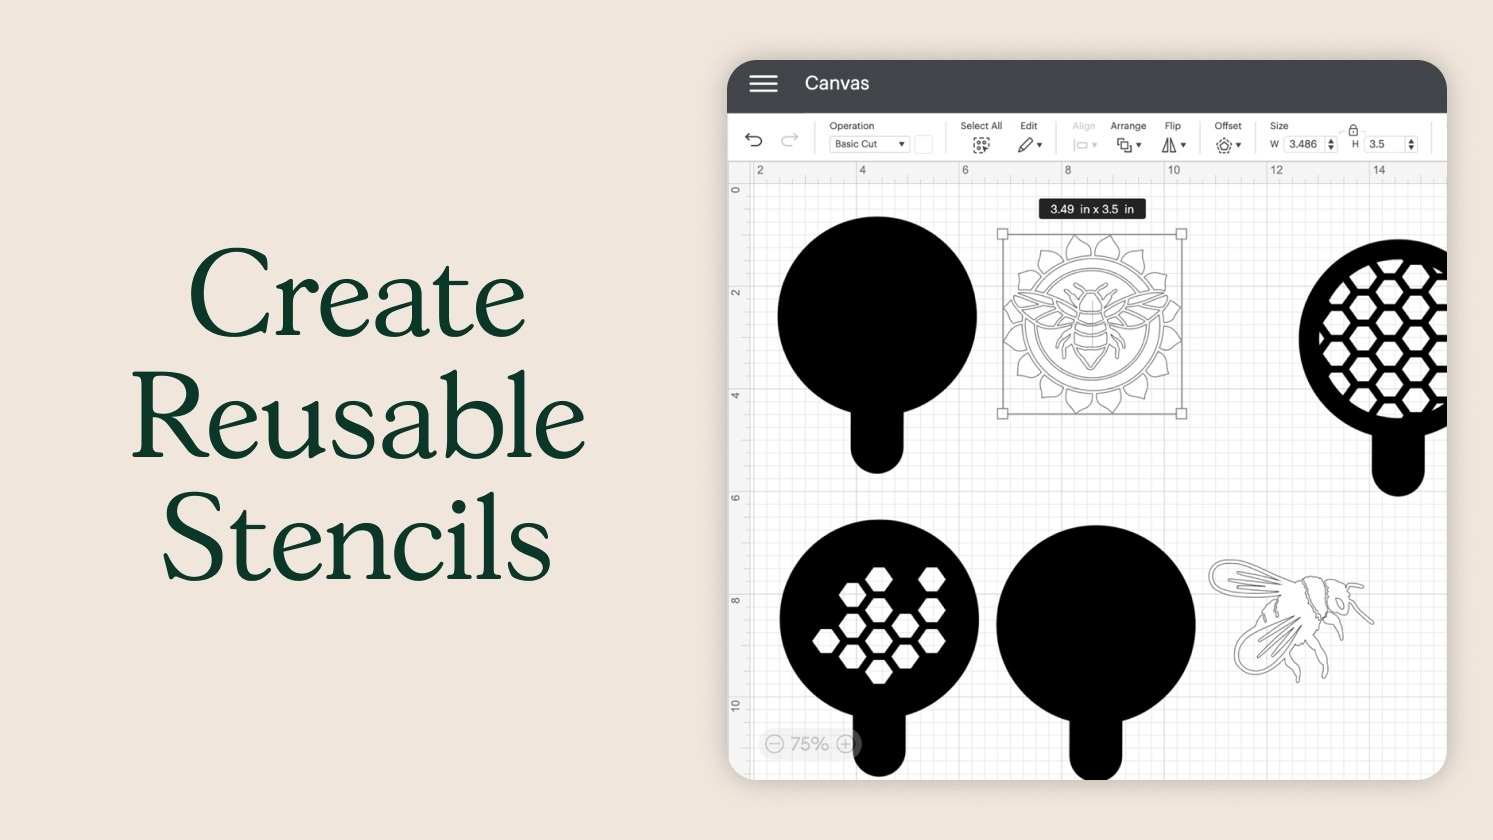 Create
Reusable
Stencils
Canvas
Operation Select All Edit Align Arrange Flip Offset Size
Basic Cut W 3.486 H 3.5
2 4 6 8 10 12 14
0
3.49 in x 3.5 in
2
4
6
8
10
75%